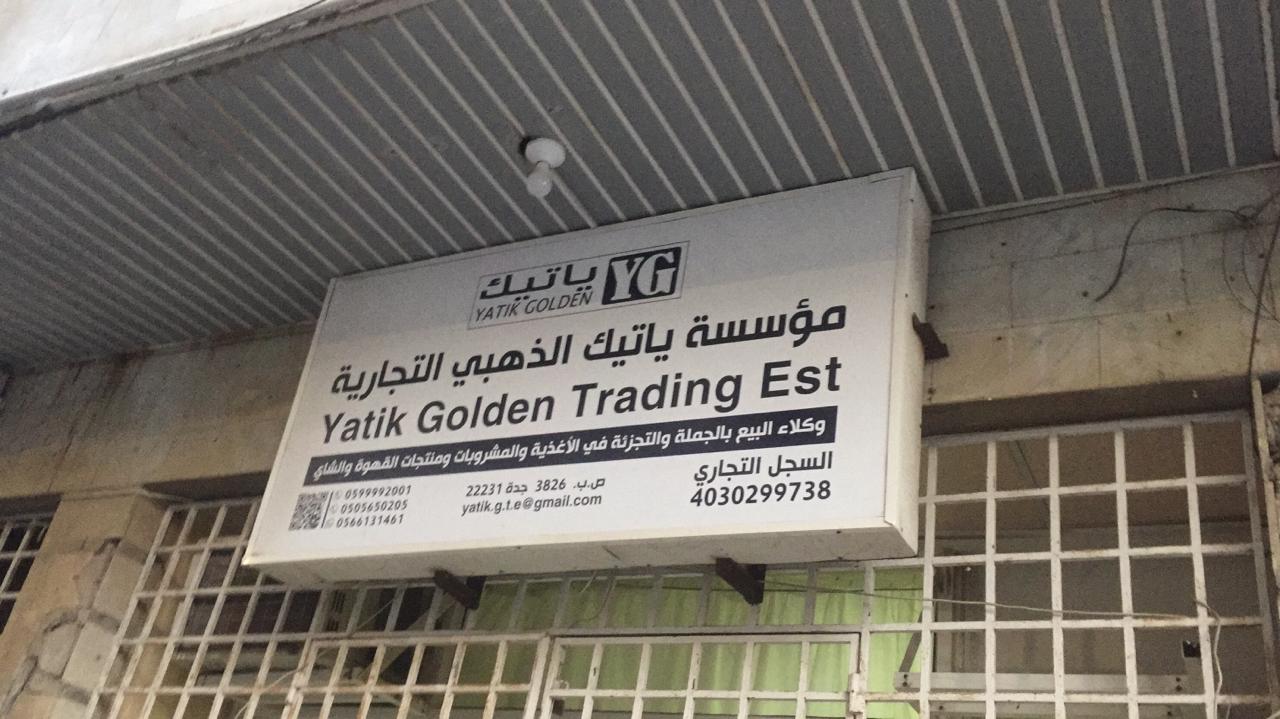 ياتيك YG
YATIK GOLDEN
مؤسسة ياتيك الذهبي التجارية
Yatik Golden Trading Est
وكلاء البيع بالجملة والتجزئة في الأغذية والمشروبات ومنتجات القهوة والشاي
السجل التجاري
4030299738
ص.ب. 3826 جدة 22231
yatik.g.t.e@gmail.com
0599992001
0505650205
0566131461